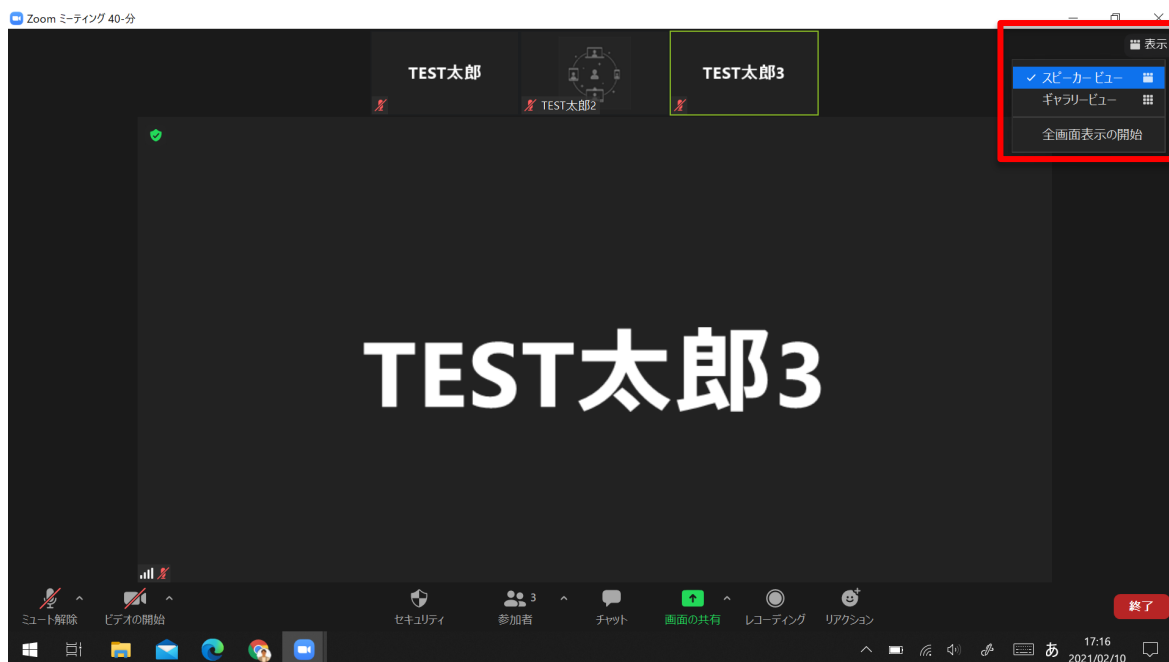 Zoom ミーティング 40-分
表示
TEST太郎
TEST太郎2
TEST太郎3
スピーカー ビュー
ギャラリービュー
全画面表示の開始
TEST太郎3
ミュート解除
ビデオの開始
セキュリティ
3
参加者
チャット
画面の共有
レコーディング
リアクション
終了
あ
17:16
2021/02/10